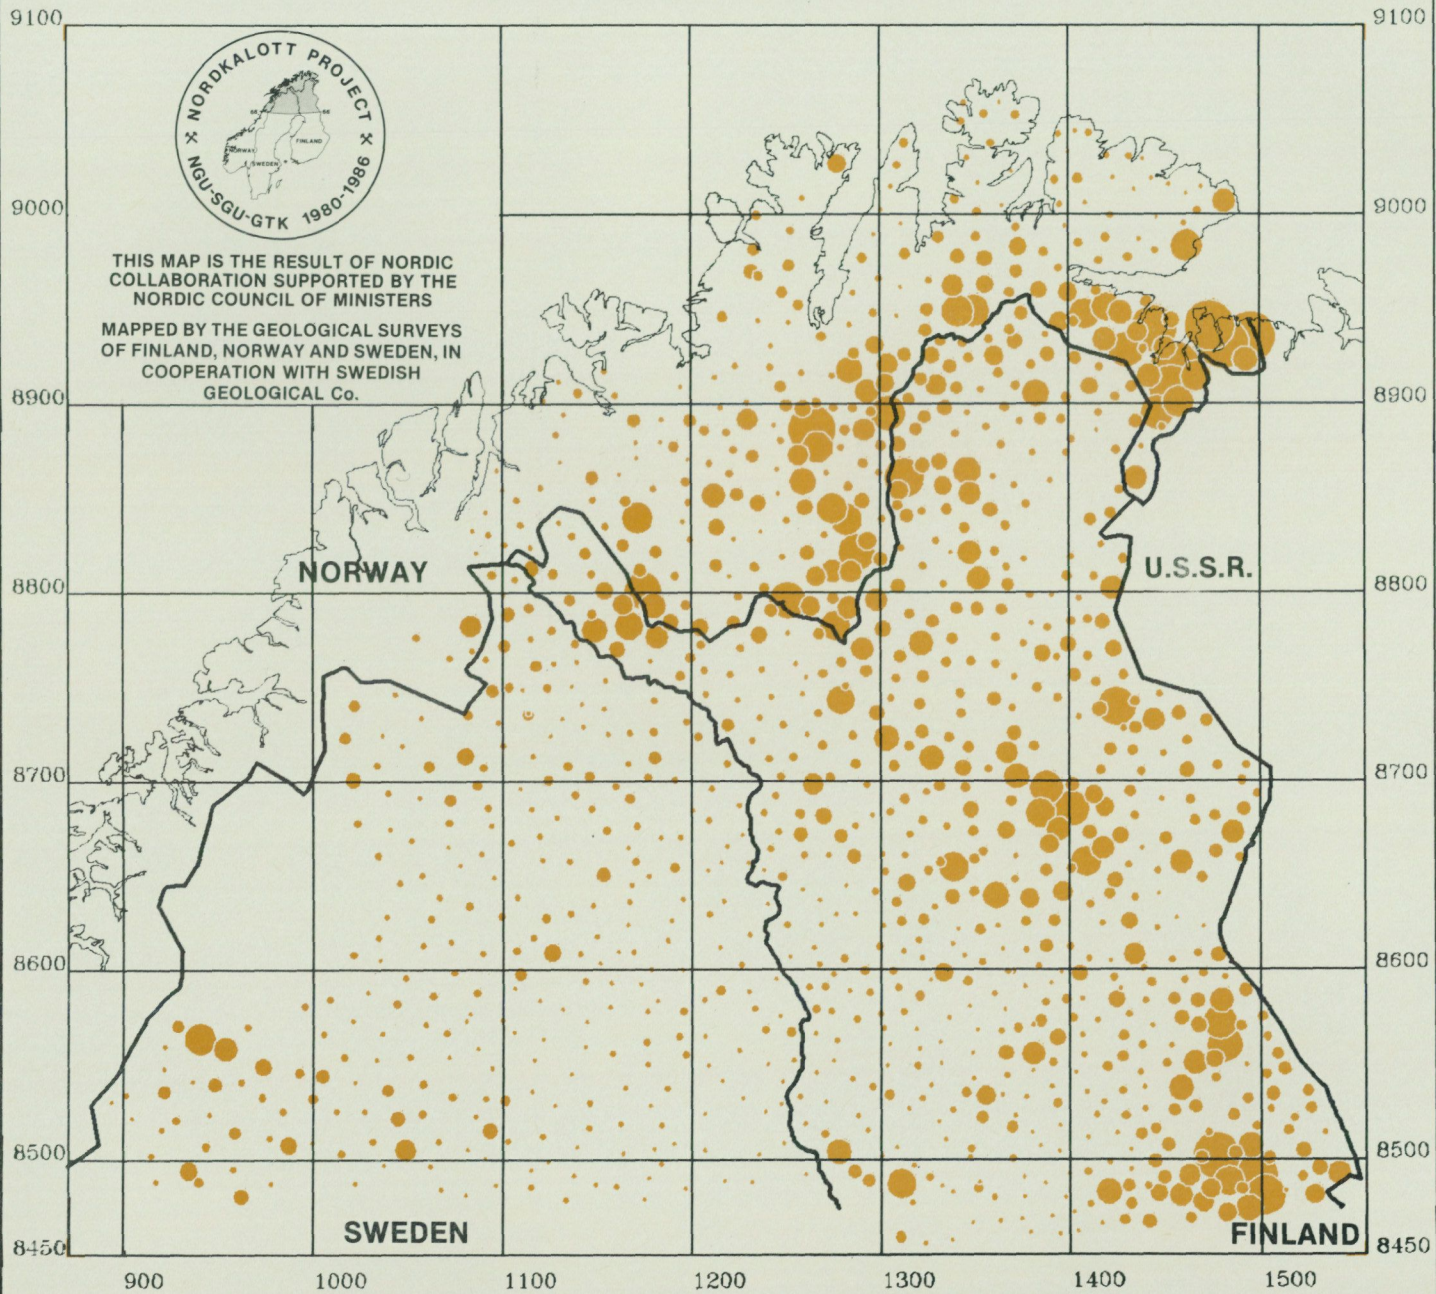 9100
9100
NORDKALOTT PROJECT
NORWAY
SWEDEN
FINLAND
66
66
NGU-SGU-GTK 1980-1986
9000
9000
THIS MAP IS THE RESULT OF NORDIC
COLLABORATION SUPPORTED BY THE
NORDIC COUNCIL OF MINISTERS
MAPPED BY THE GEOLOGICAL SURVEYS
OF FINLAND, NORWAY AND SWEDEN, IN
COOPERATION WITH SWEDISH
GEOLOGICAL Co.
8900
8900
NORWAY
U.S.S.R.
8800
8800
8700
8700
8600
8600
8500
8500
SWEDEN
FINLAND
8450
8450
900
1000
1100
1200
1300
1400
1500